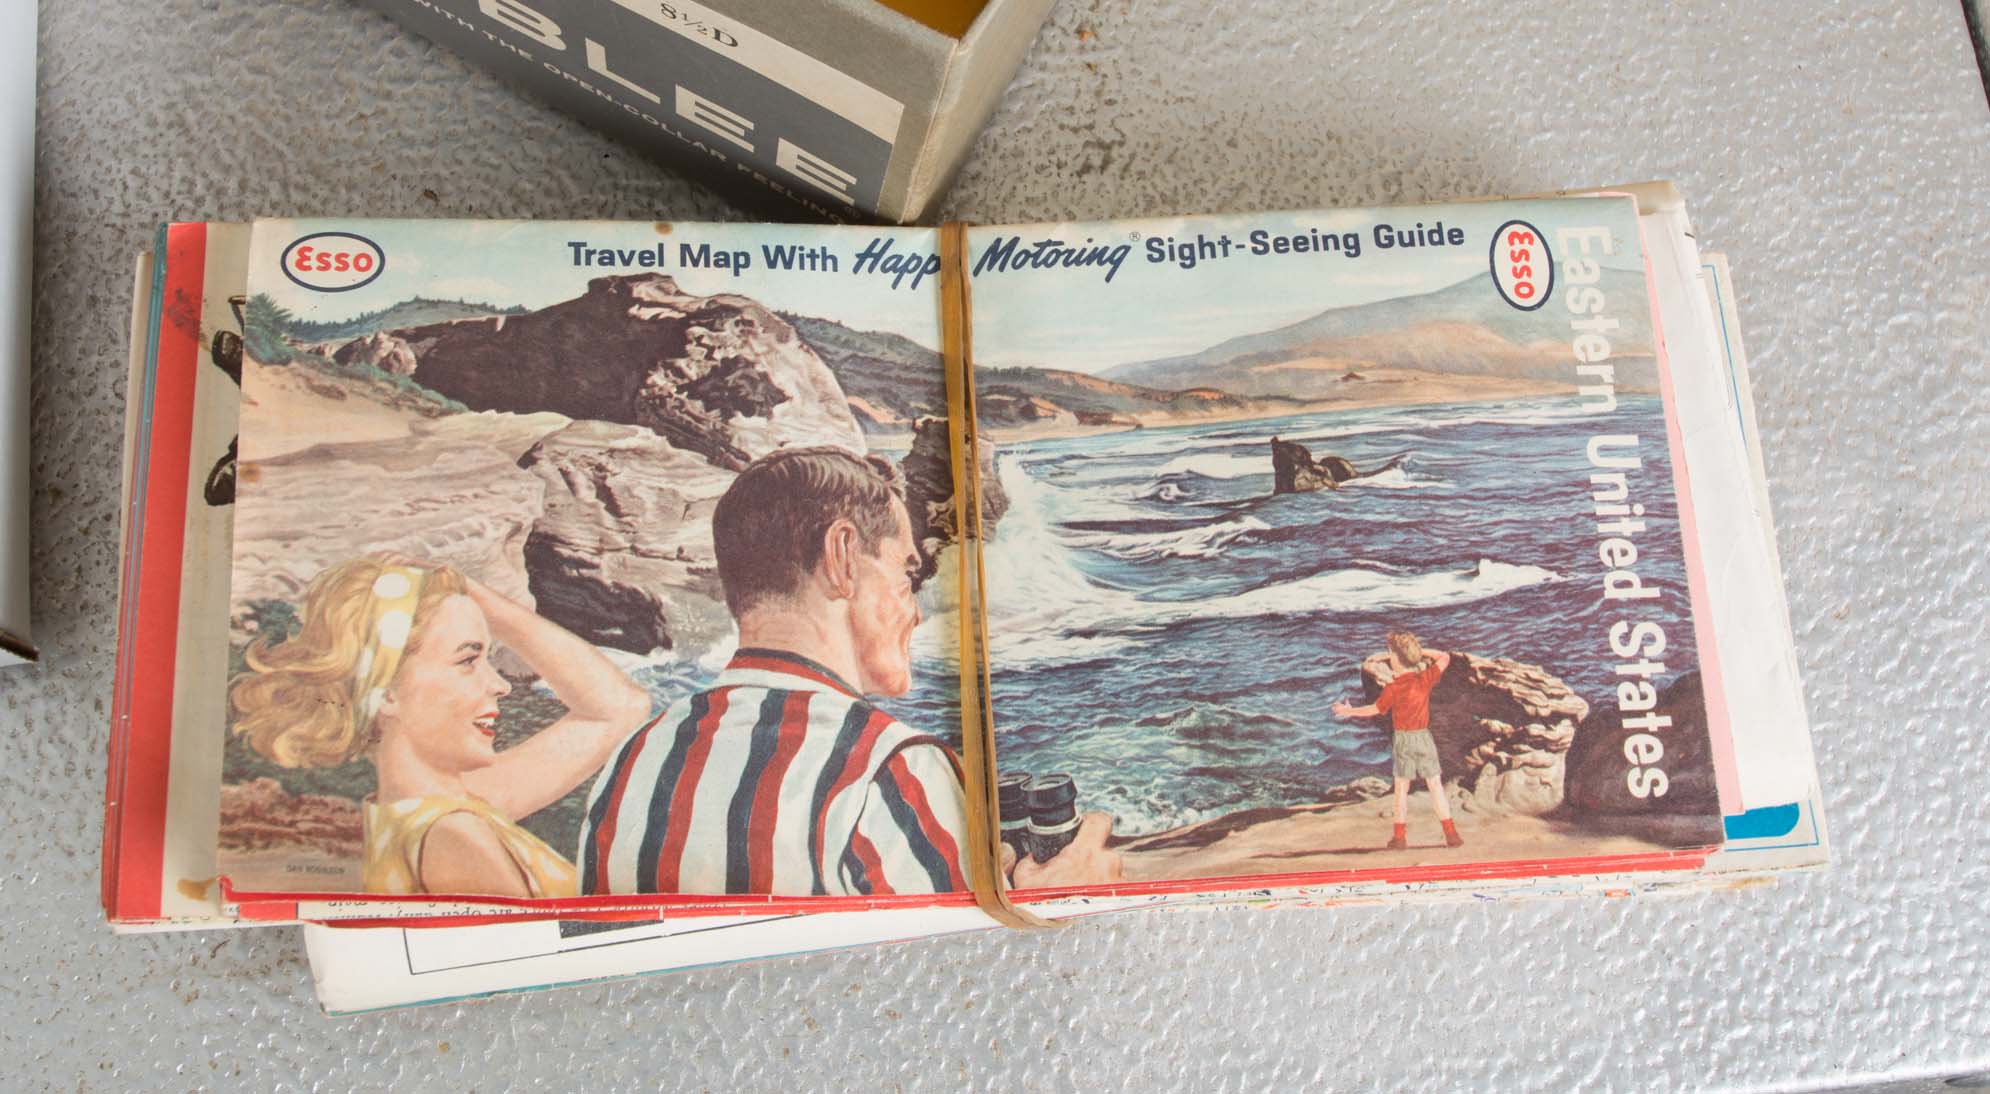 8½D
BLEE
WITH THE OPEN-COLLAR FEELING®
Esso
Travel Map With Happ Motoring® Sight-Seeing Guide
Esso
Eastern United States